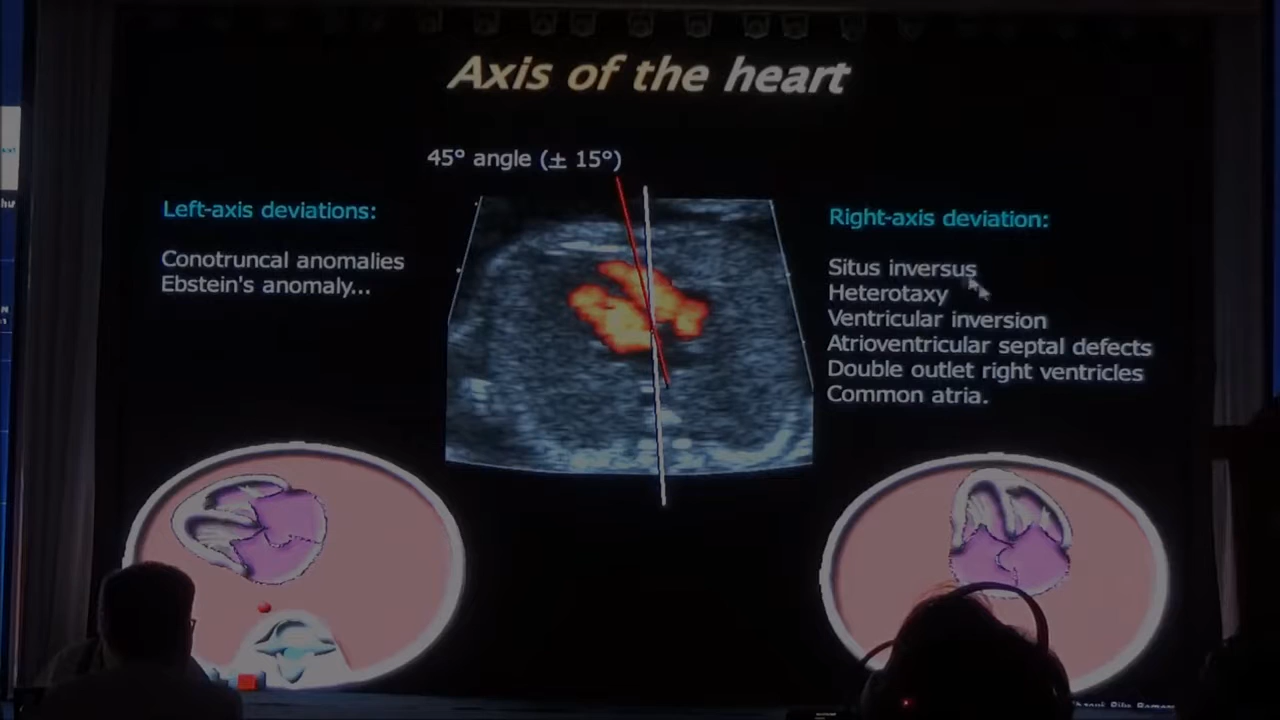 Axis of the heart
45° angle (± 15°)
Left-axis deviations:
Conotruncal anomalies
Ebstein's anomaly...
Right-axis deviation:
Situs inversus
Heterotaxy
Ventricular inversion
Atrioventricular septal defects
Double outlet right ventricles
Common atria.